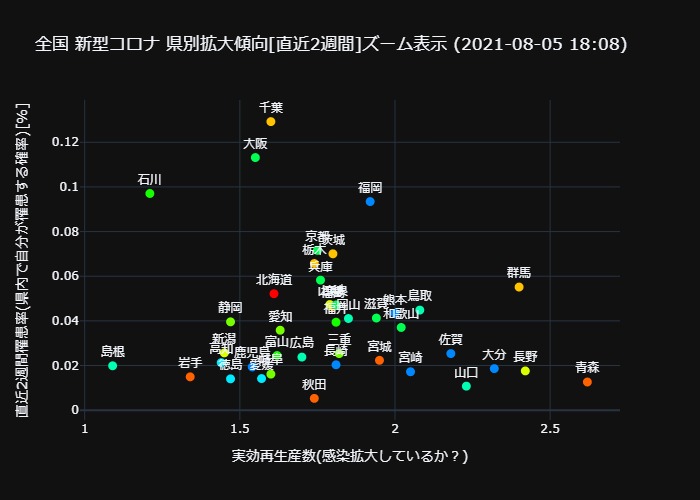 全国 新型コロナ 県別拡大傾向[直近2週間]ズーム表示 (2021-08-05 18:08)
千葉
0.12
大阪
石川
0.1
福岡
0.08
京都
茨城
栃木
兵庫
0.06
北海道
群馬
静岡
愛知
福井
岡山
滋賀
熊本
鳥取
和歌山
0.04
新潟
高知
鹿児島
富山
広島
三重
長崎
宮城
佐賀
島根
岩手
徳島
愛媛
宮崎
大分
長野
青森
0.02
秋田
山口
0
1
1.5
2
2.5
直近2週間罹患率(県内で自分が罹患する確率)[%]
実効再生産数(感染拡大しているか？)